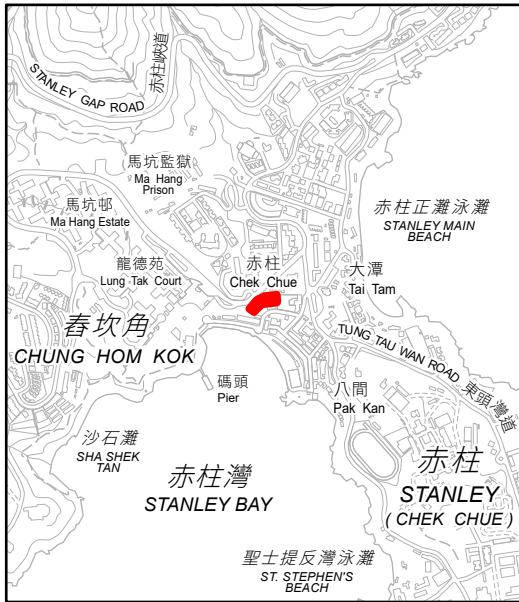 STANLEY GAP ROAD
赤柱峽道
馬坑監獄
Ma Hang
Prison
馬坑邨
Ma Hang Estate
赤柱正灘泳灘
STANLEY MAIN
BEACH
龍德苑
Lung Tak Court
赤柱
Chek Chue
大潭
Tai Tam
舂坎角
CHUNG HOM KOK
TUNG TAU WAN ROAD 東頭灣道
碼頭
Pier
八間
Pak Kan
沙石灘
SHA SHEK
TAN
赤柱灣
STANLEY BAY
赤柱
STANLEY
( CHEK CHUE )
聖士提反灣泳灘
ST. STEPHEN'S
BEACH